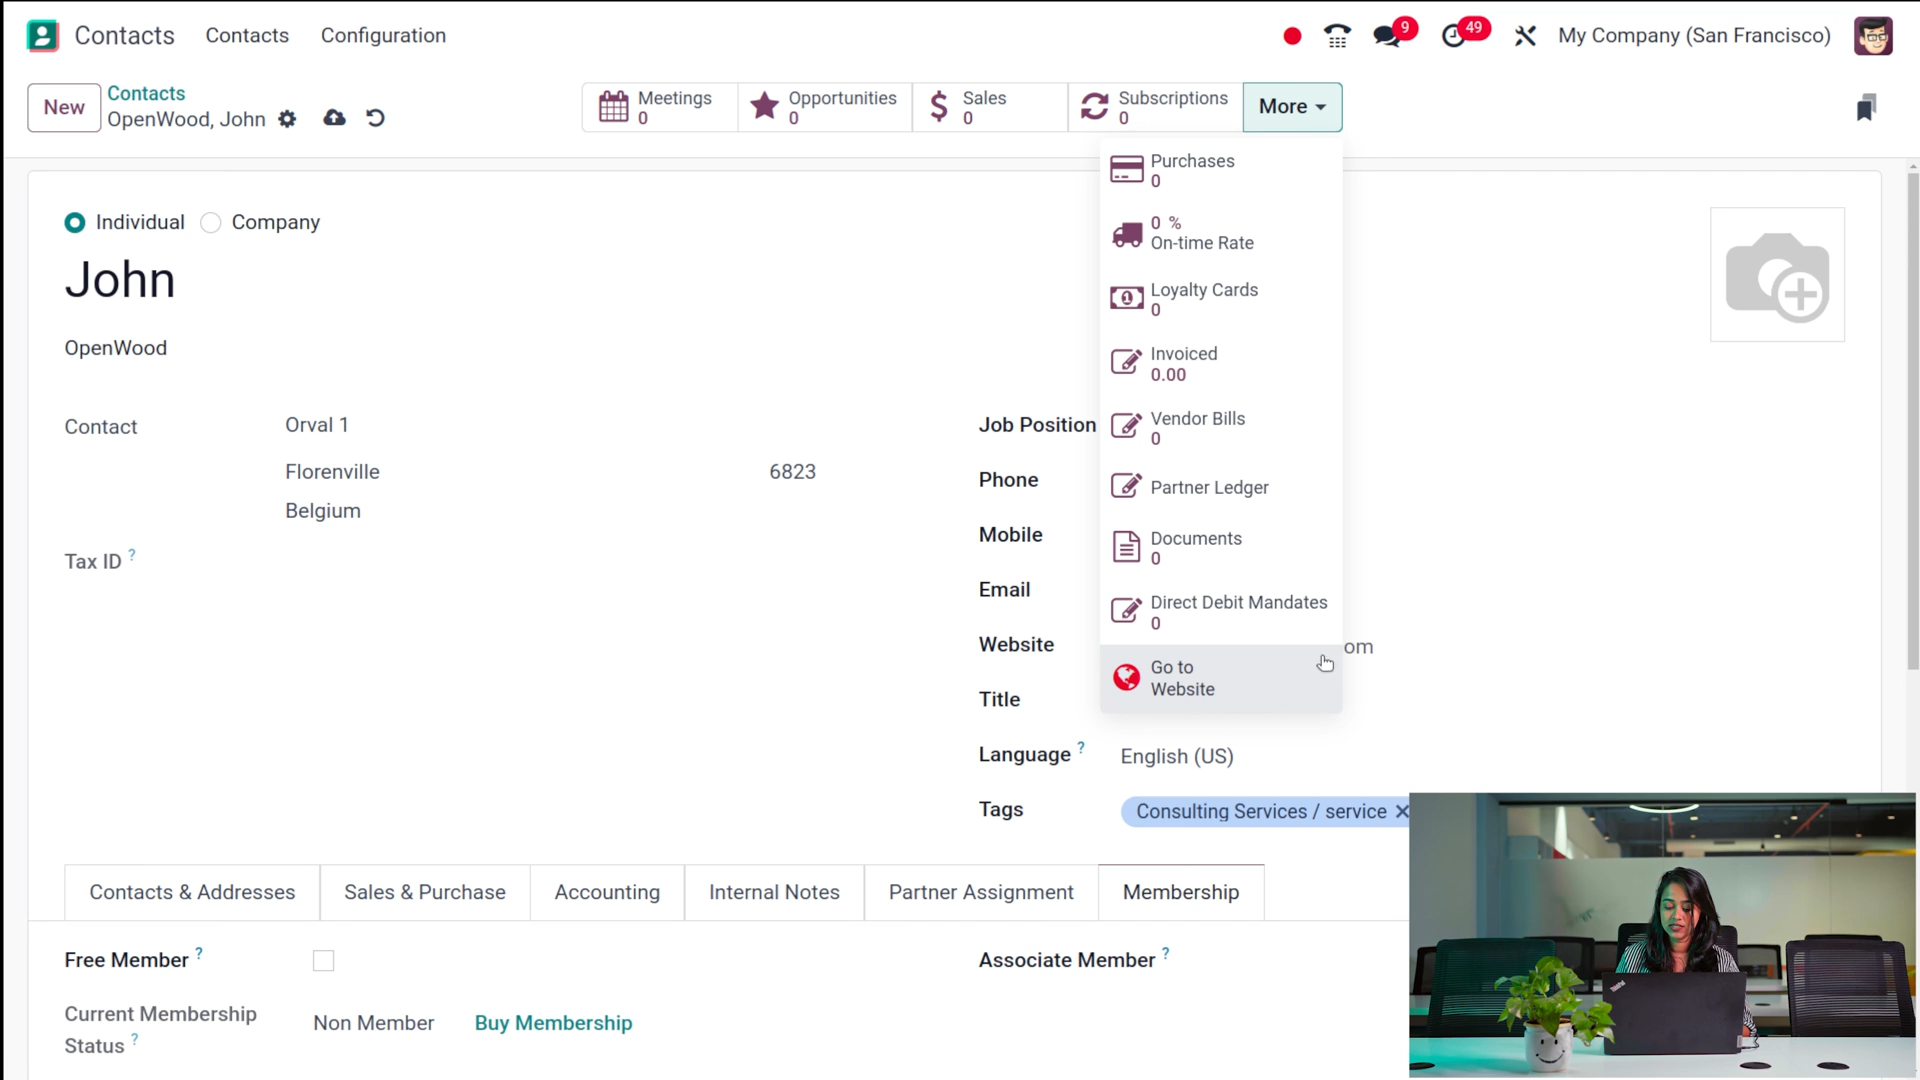 Contacts Contacts Configuration 9 49 My Company (San Francisco)
New
Contacts
OpenWood, John
Meetings
0
Opportunities
0
Sales
0
Subscriptions
0
More
Purchases
0
0 %
On-time Rate
Loyalty Cards
0
Invoiced
0.00
Vendor Bills
0
Partner Ledger
Documents
0
Direct Debit Mandates
0
Go to
Website
Individual Company
John
OpenWood
Contact Orval 1
Florenville 6823
Belgium
Tax ID ?
Job Position
Phone
Mobile
Email
Website om
Title
Language ? English (US)
Tags Consulting Services / service
Contacts & Addresses Sales & Purchase Accounting Internal Notes Partner Assignment Membership
Free Member ?
Associate Member ?
Current Membership
Status ?
Non Member Buy Membership